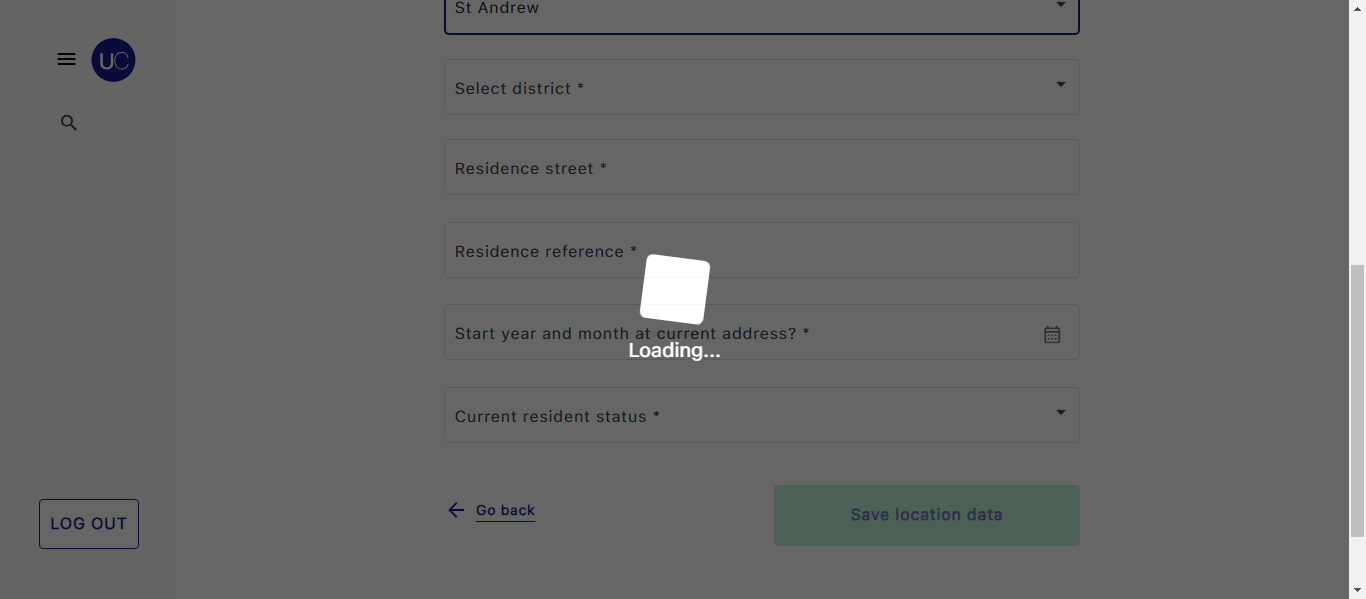 St Andrew
UC
Select district *
Residence street *
Residence reference *
Start year and month at current address? *
Loading...
Current resident status *
LOG OUT
Go back
Save location data